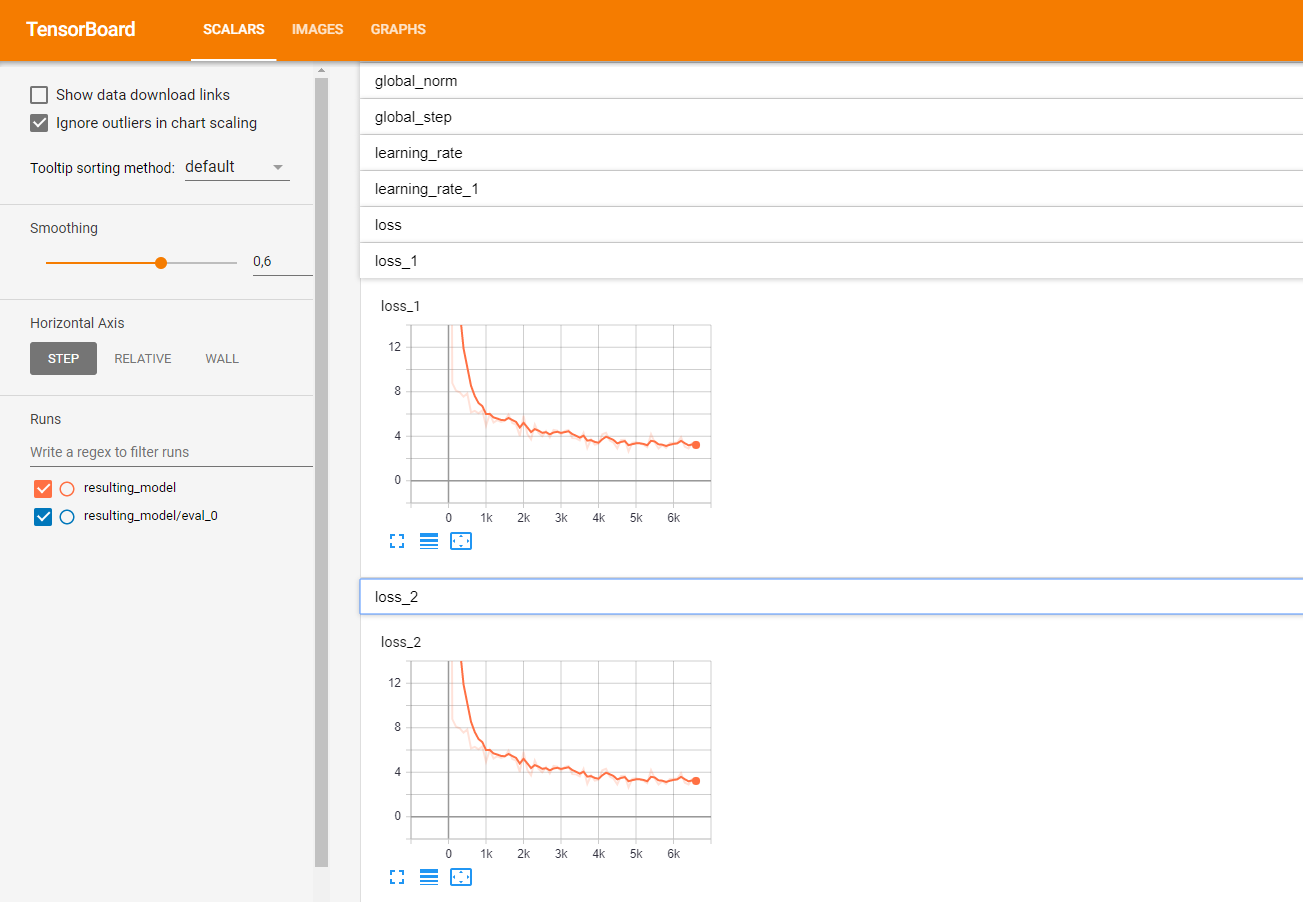 TensorBoard SCALARS IMAGES GRAPHS
Show data download links
Ignore outliers in chart scaling
Tooltip sorting method: default
Smoothing
0,6
Horizontal Axis
STEP RELATIVE WALL
Runs
Write a regex to filter runs
resulting_model
resulting_model/eval_0
global_norm
global_step
learning_rate
learning_rate_1
loss
loss_1
loss_1
12
8
4
0
0 1k 2k 3k 4k 5k 6k
loss_2
loss_2
12
8
4
0
0 1k 2k 3k 4k 5k 6k